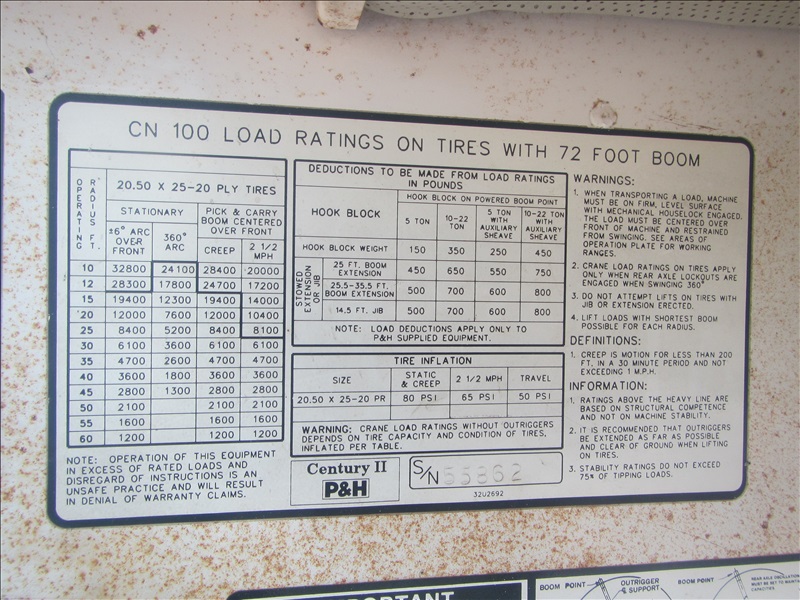 CN 100 LOAD RATINGS ON TIRES WITH 72 FOOT BOOM
OPERATING RADIUS FT.
20.50 X 25-20 PLY TIRES
STATIONARY
PICK & CARRY BOOM CENTERED OVER FRONT
±6° ARC OVER FRONT
360° ARC
CREEP
2 1/2 MPH
10 32800 24100 28400 20000
12 28300 17800 24700 17200
15 19400 12300 19400 14000
20 12000 7600 12000 10400
25 8400 5200 8400 8100
30 6100 3600 6100 6100
35 4700 2600 4700 4700
40 3600 1800 3600 3600
45 2800 1300 2800 2800
50 2100 2100 2100
55 1600 1600 1600
60 1200 1200 1200
NOTE: OPERATION OF THIS EQUIPMENT
IN EXCESS OF RATED LOADS AND
DISREGARD OF INSTRUCTIONS IS AN
UNSAFE PRACTICE AND WILL RESULT
IN DENIAL OF WARRANTY CLAIMS.
DEDUCTIONS TO BE MADE FROM LOAD RATINGS
IN POUNDS
HOOK BLOCK
HOOK BLOCK ON POWERED BOOM POINT
5 TON
10-22 TON
5 TON WITH AUXILIARY SHEAVE
10-22 TON WITH AUXILIARY SHEAVE
HOOK BLOCK WEIGHT 150 350 250 450
STOWED EXTENSION OR JIB
25 FT. BOOM EXTENSION 450 650 550 750
25.5-35.5 FT. BOOM EXTENSION 500 700 600 800
14.5 FT. JIB 500 700 600 800
NOTE: LOAD DEDUCTIONS APPLY ONLY TO
P&H SUPPLIED EQUIPMENT.
TIRE INFLATION
SIZE
STATIC & CREEP
2 1/2 MPH
TRAVEL
20.50 X 25-20 PR 80 PSI 65 PSI 50 PSI
WARNING: CRANE LOAD RATINGS WITHOUT OUTRIGGERS
DEPENDS ON TIRE CAPACITY AND CONDITION OF TIRES,
INFLATED PER TABLE.
Century II
P&H
S/N 55862
32U2692
WARNINGS:
1. WHEN TRANSPORTING A LOAD, MACHINE
MUST BE ON FIRM, LEVEL SURFACE
WITH MECHANICAL HOUSELOCK ENGAGED.
THE LOAD MUST BE CENTERED OVER
FRONT OF MACHINE AND RESTRAINED
FROM SWINGING. SEE AREAS OF
OPERATION PLATE FOR WORKING
RANGES.
2. CRANE LOAD RATINGS ON TIRES APPLY
ONLY WHEN REAR AXLE LOCKOUTS ARE
ENGAGED WHEN SWINGING 360°
3. DO NOT ATTEMPT LIFTS ON TIRES WITH
JIB OR EXTENSION ERECTED.
4. LIFT LOADS WITH SHORTEST BOOM
POSSIBLE FOR EACH RADIUS.
DEFINITIONS:
1. CREEP IS MOTION FOR LESS THAN 200
FT. IN A 30 MINUTE PERIOD AND NOT
EXCEEDING 1 M.P.H.
INFORMATION:
1. RATINGS ABOVE THE HEAVY LINE ARE
BASED ON STRUCTURAL COMPETENCE
AND NOT ON MACHINE STABILITY.
2. IT IS RECOMMENDED THAT OUTRIGGERS
BE EXTENDED AS FAR AS POSSIBLE
AND CLEAR OF GROUND WHEN LIFTING
ON TIRES.
3. STABILITY RATINGS DO NOT EXCEED
75% OF TIPPING LOADS.
IMPORTANT
BOOM POINT
OUTRIGGER
& SUPPORT
BOOM POINT
REAR AXLE OSCILLATION
MUST BE SET TO MAINTAIN
CAPACITIES